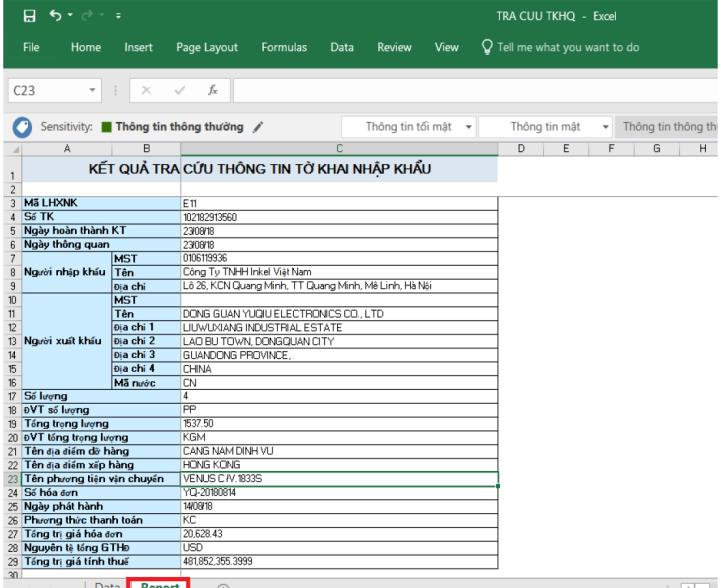 TRA CUU TKHQ - Excel
File Home Insert Page Layout Formulas Data Review View Tell me what you want to do
C23 fx
Sensitivity: Thông tin thông thường Thông tin tối mật Thông tin mật Thông tin thông th
A B C D E F G H
1 KẾT QUẢ TRA CỨU THÔNG TIN TỜ KHAI NHẬP KHẨU
2
3 Mã LHXNK E11
4 Số TK 102182913560
5 Ngày hoàn thành KT 23/08/18
6 Ngày thông quan 23/08/18
7 MST 0106119936
8 Người nhập khẩu Tên Công Ty TNHH Inkel Việt Nam
9 Địa chỉ Lô 26, KCN Quang Minh, TT Quang Minh, Mê Linh, Hà Nội
10 MST
11 Tên DONG GUAN YUQIU ELECTRONICS CO., LTD
12 Địa chỉ 1 LIUWUXIANG INDUSTRIAL ESTATE
13 Người xuất khẩu Địa chỉ 2 LAO BU TOWN, DONGQUAN CITY
14 Địa chỉ 3 GUANDONG PROVINCE,
15 Địa chỉ 4 CHINA
16 Mã nước CN
17 Số lượng 4
18 ĐVT số lượng PP
19 Tổng trọng lượng 1537.50
20 ĐVT tổng trọng lượng KGM
21 Tên địa điểm dỡ hàng CANG NAM DINH VU
22 Tên địa điểm xếp hàng HONG KONG
23 Tên phương tiện vận chuyển VENUS C /V.1833S
24 Số hóa đơn YQ-20180814
25 Ngày phát hành 14/08/18
26 Phương thức thanh toán KC
27 Tổng trị giá hóa đơn 20,628.43
28 Nguyên tệ tổng GTHĐ USD
29 Tổng trị giá tính thuế 481,852,355.3999
30
Data Report